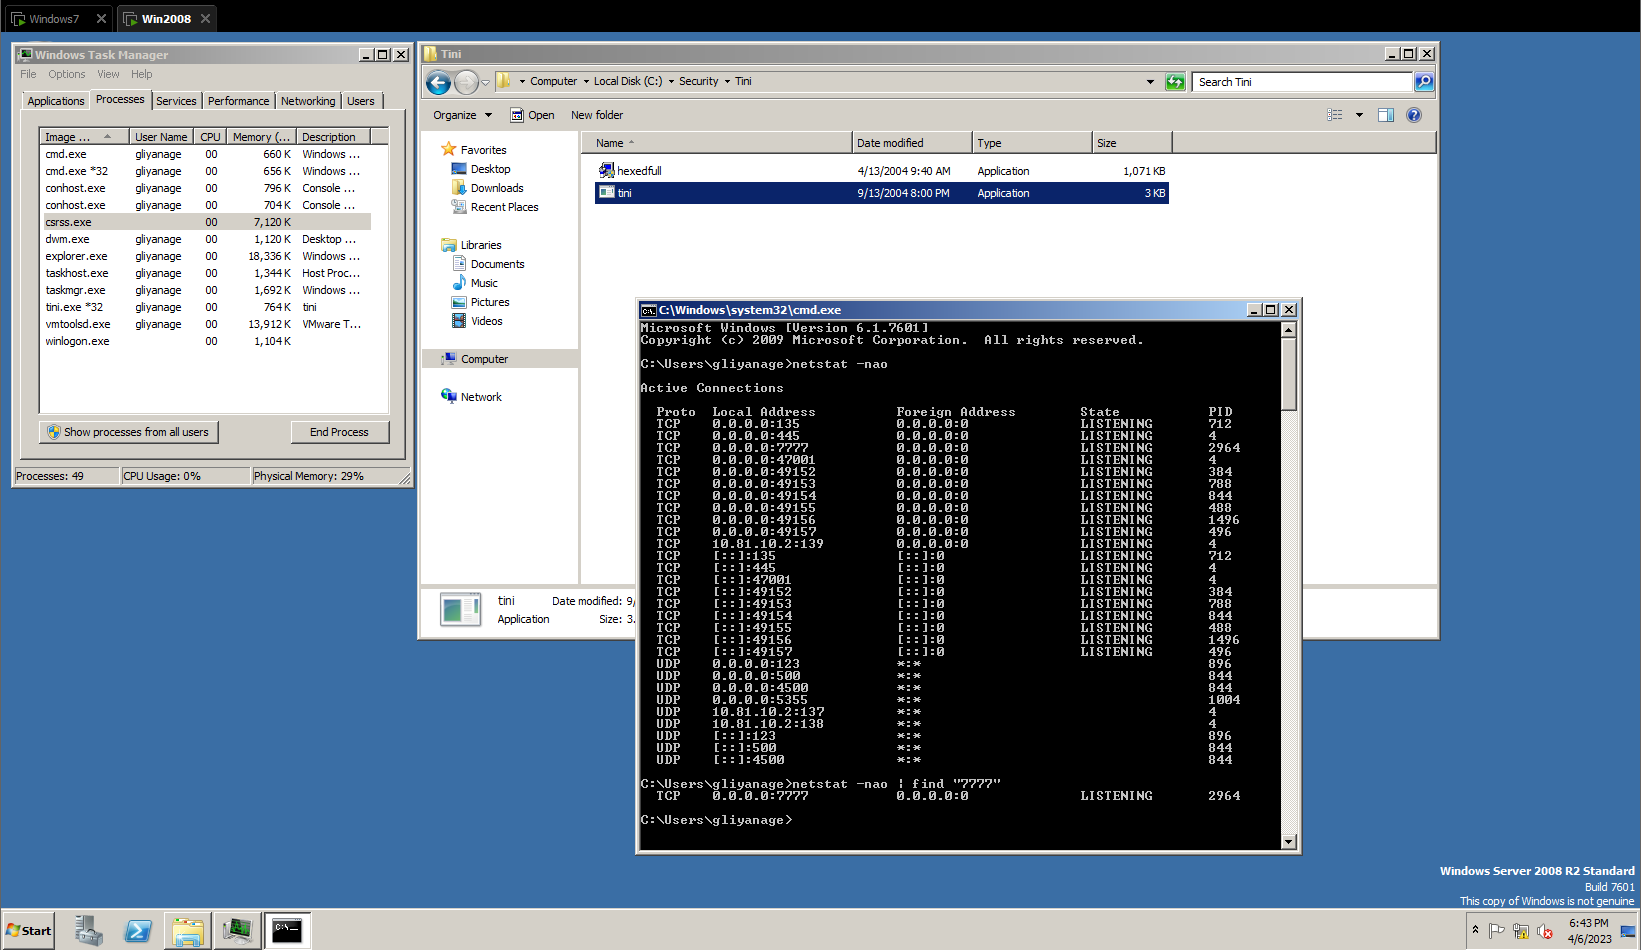 Windows7
Win2008
Windows Task Manager
File Options View Help
Applications Processes Services Performance Networking Users
Image ... User Name CPU Memory (... Description
cmd.exe gliyanage 00 660 K Windows ...
cmd.exe *32 gliyanage 00 656 K Windows ...
conhost.exe gliyanage 00 796 K Console ...
conhost.exe gliyanage 00 704 K Console ...
csrss.exe 00 7,120 K
dwm.exe gliyanage 00 1,120 K Desktop ...
explorer.exe gliyanage 00 18,336 K Windows ...
taskhost.exe gliyanage 00 1,344 K Host Proc...
taskmgr.exe gliyanage 00 1,692 K Windows ...
tini.exe *32 gliyanage 00 764 K tini
vmtoolsd.exe gliyanage 00 13,912 K VMware T...
winlogon.exe 00 1,104 K
Show processes from all users End Process
Processes: 49 CPU Usage: 0% Physical Memory: 29%
Tini
Computer Local Disk (C:) Security Tini Search Tini
Organize Open New folder
Favorites
Desktop
Downloads
Recent Places
Libraries
Documents
Music
Pictures
Videos
Computer
Network
Name Date modified Type Size
hexedfull 4/13/2004 9:40 AM Application 1,071 KB
tini 9/13/2004 8:00 PM Application 3 KB
tini Date modified: 9/
Application Size: 3.
C:\Windows\system32\cmd.exe
Microsoft Windows [Version 6.1.7601]
Copyright (c) 2009 Microsoft Corporation.  All rights reserved.
C:\Users\gliyanage>netstat -nao
Active Connections
Proto Local Address Foreign Address State PID
TCP 0.0.0.0:135 0.0.0.0:0 LISTENING 712
TCP 0.0.0.0:445 0.0.0.0:0 LISTENING 4
TCP 0.0.0.0:7777 0.0.0.0:0 LISTENING 2964
TCP 0.0.0.0:47001 0.0.0.0:0 LISTENING 4
TCP 0.0.0.0:49152 0.0.0.0:0 LISTENING 384
TCP 0.0.0.0:49153 0.0.0.0:0 LISTENING 788
TCP 0.0.0.0:49154 0.0.0.0:0 LISTENING 844
TCP 0.0.0.0:49155 0.0.0.0:0 LISTENING 488
TCP 0.0.0.0:49156 0.0.0.0:0 LISTENING 1496
TCP 0.0.0.0:49157 0.0.0.0:0 LISTENING 496
TCP 10.81.10.2:139 0.0.0.0:0 LISTENING 4
TCP [::]:135 [::]:0 LISTENING 712
TCP [::]:445 [::]:0 LISTENING 4
TCP [::]:47001 [::]:0 LISTENING 4
TCP [::]:49152 [::]:0 LISTENING 384
TCP [::]:49153 [::]:0 LISTENING 788
TCP [::]:49154 [::]:0 LISTENING 844
TCP [::]:49155 [::]:0 LISTENING 488
TCP [::]:49156 [::]:0 LISTENING 1496
TCP [::]:49157 [::]:0 LISTENING 496
UDP 0.0.0.0:123 *:* 896
UDP 0.0.0.0:500 *:* 844
UDP 0.0.0.0:4500 *:* 844
UDP 0.0.0.0:5355 *:* 1004
UDP 10.81.10.2:137 *:* 4
UDP 10.81.10.2:138 *:* 4
UDP [::]:123 *:* 896
UDP [::]:500 *:* 844
UDP [::]:4500 *:* 844
C:\Users\gliyanage>netstat -nao | find "7777"
TCP 0.0.0.0:7777 0.0.0.0:0 LISTENING 2964
C:\Users\gliyanage>
Windows Server 2008 R2 Standard
Build 7601
This copy of Windows is not genuine
Start
6:43 PM
4/6/2023